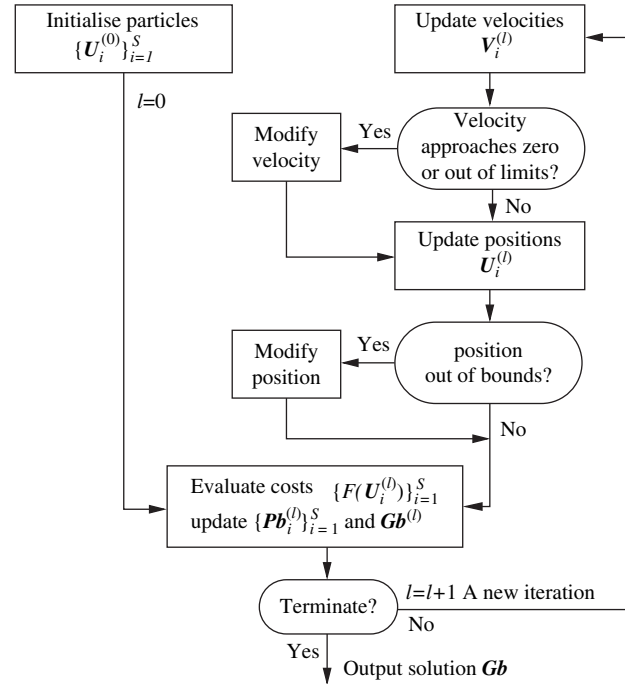 Initialise particles
{U_i^(0)}_{i=1}^S
l=0
Update velocities
V_i^(l)
Velocity
approaches zero
or out of limits?
Yes
Modify
velocity
No
Update positions
U_i^(l)
position
out of bounds?
Yes
Modify
position
No
Evaluate costs {F(U_i^(l))}_{i=1}^S
update {Pb_i^(l)}_{i=1}^S and Gb^(l)
Terminate?
l=l+1 A new iteration
No
Yes
Output solution Gb